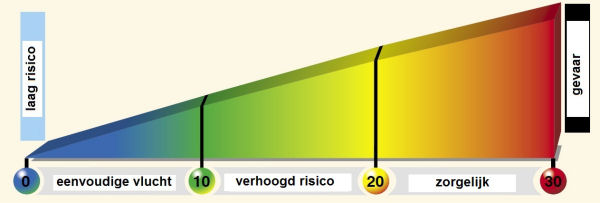 laag risico
gevaar
0 eenvoudige vlucht 10 verhoogd risico 20 zorgelijk 30